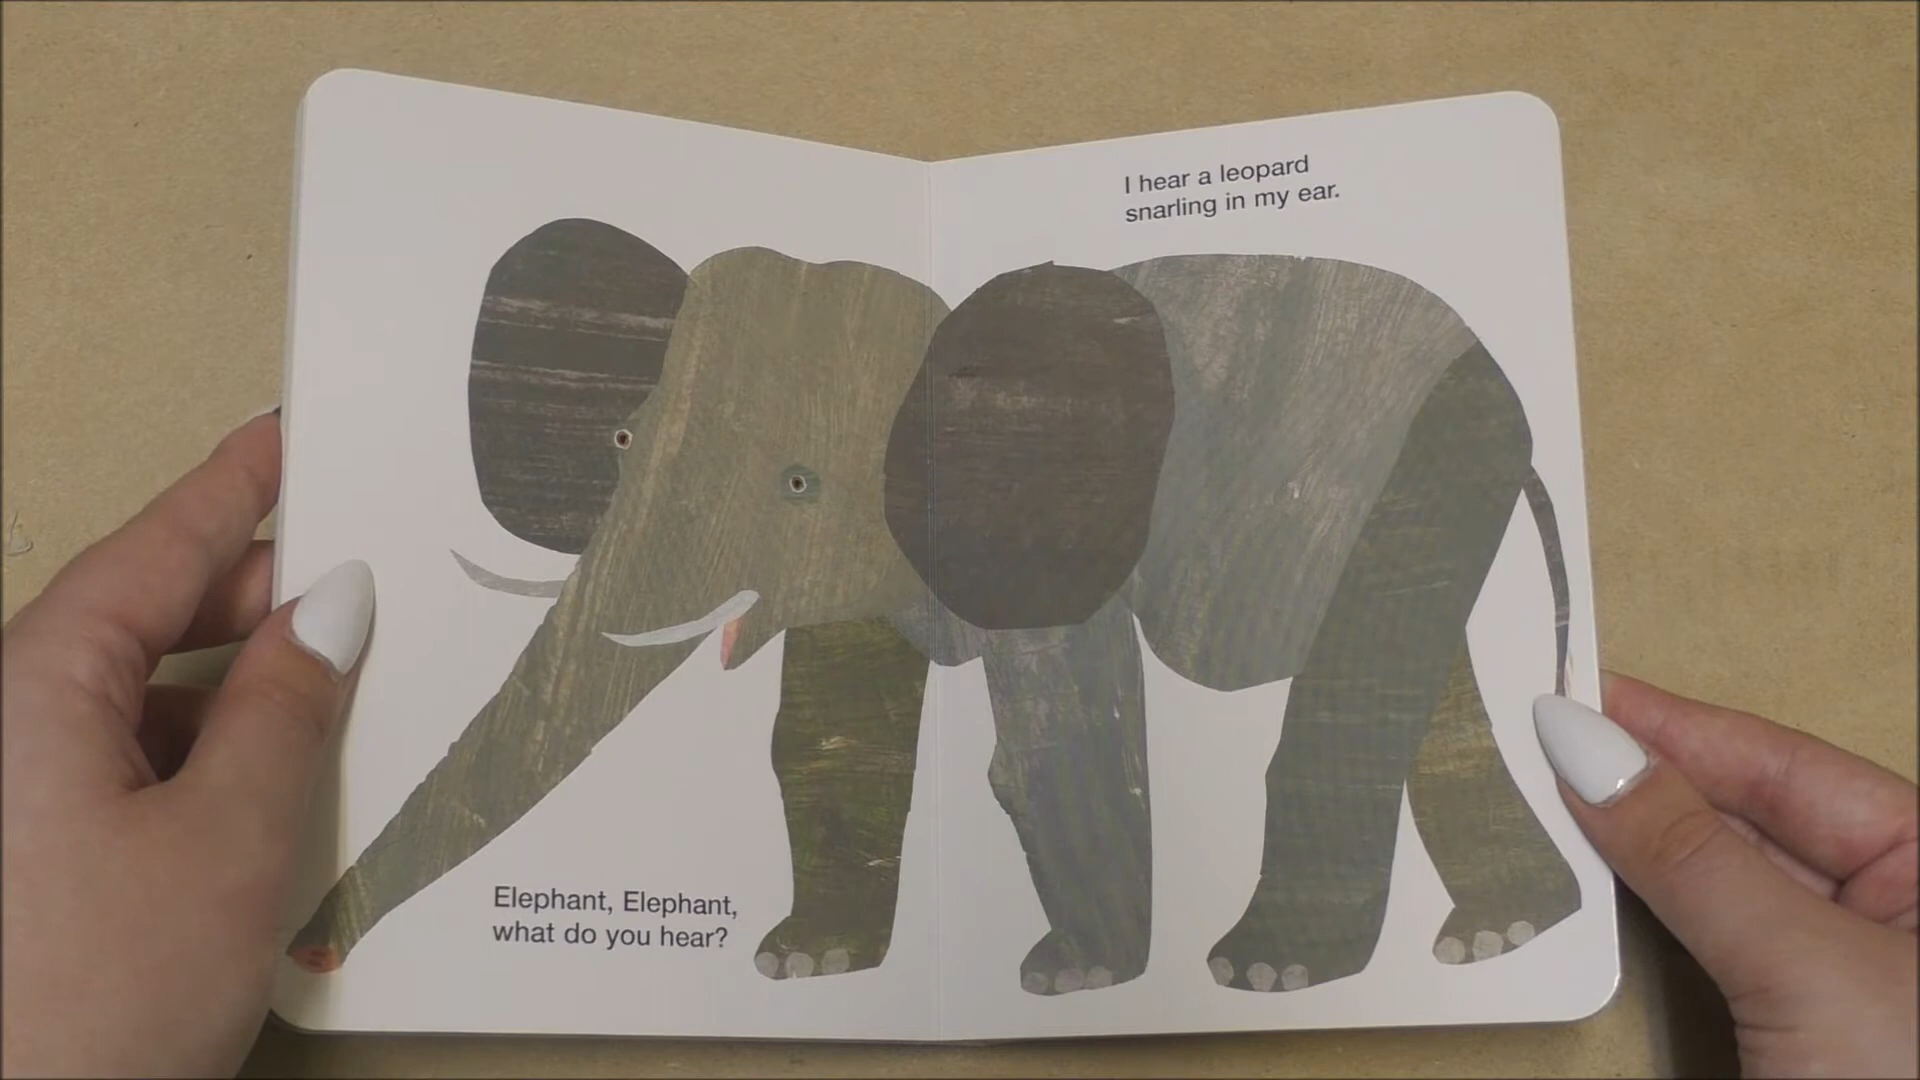 Elephant, Elephant,
what do you hear?
I hear a leopard
snarling in my ear.